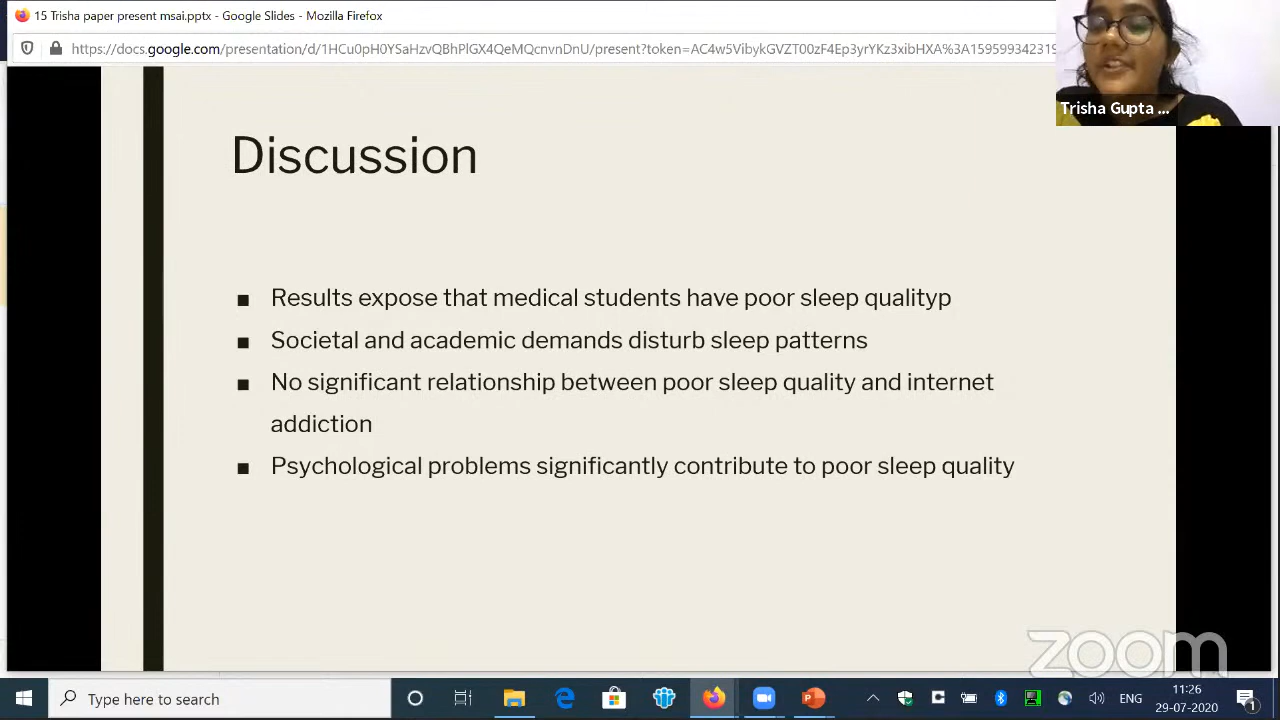 15 Trisha paper present msai.pptx - Google Slides - Mozilla Firefox
https://docs.google.com/presentation/d/1HCu0pH0YSaHzvQBhPlGX4QeMQcnvnDnU/present?token=AC4w5VibykGVZT00zF4Ep3yrYKz3xibHXA%3A159599342319
Trisha Gupta ...
Discussion
■ Results expose that medical students have poor sleep qualityp
■ Societal and academic demands disturb sleep patterns
■ No significant relationship between poor sleep quality and internet
addiction
■ Psychological problems significantly contribute to poor sleep quality
zoom
Type here to search
ENG
11:26
29-07-2020
1